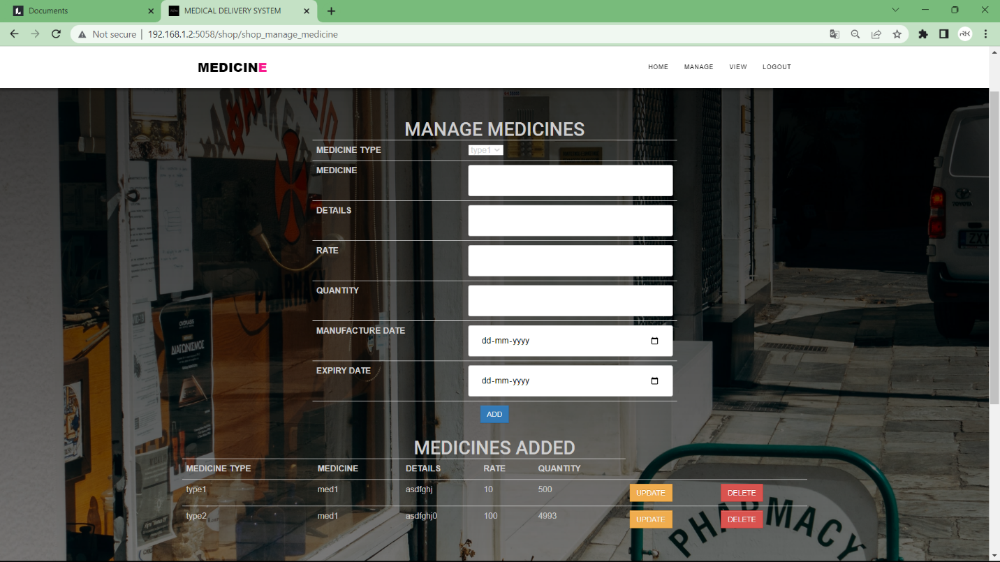 Documents
MEDICAL DELIVERY SYSTEM
Not secure | 192.168.1.2:5058/shop/shop_manage_medicine
RK
MEDICINE
HOME MANAGE VIEW LOGOUT
MANAGE MEDICINES
MEDICINE TYPE type1
MEDICINE
DETAILS
RATE
QUANTITY
MANUFACTURE DATE dd-mm-yyyy
EXPIRY DATE dd-mm-yyyy
ADD
TOYOTA
ΔΙΑΓΩΝΙΣΜΟΣ
MEDICINES ADDED
MEDICINE TYPE MEDICINE DETAILS RATE QUANTITY
type1 med1 asdfghj 10 500 UPDATE DELETE
type2 med1 asdfghj0 100 4993 UPDATE DELETE
PHARMACY